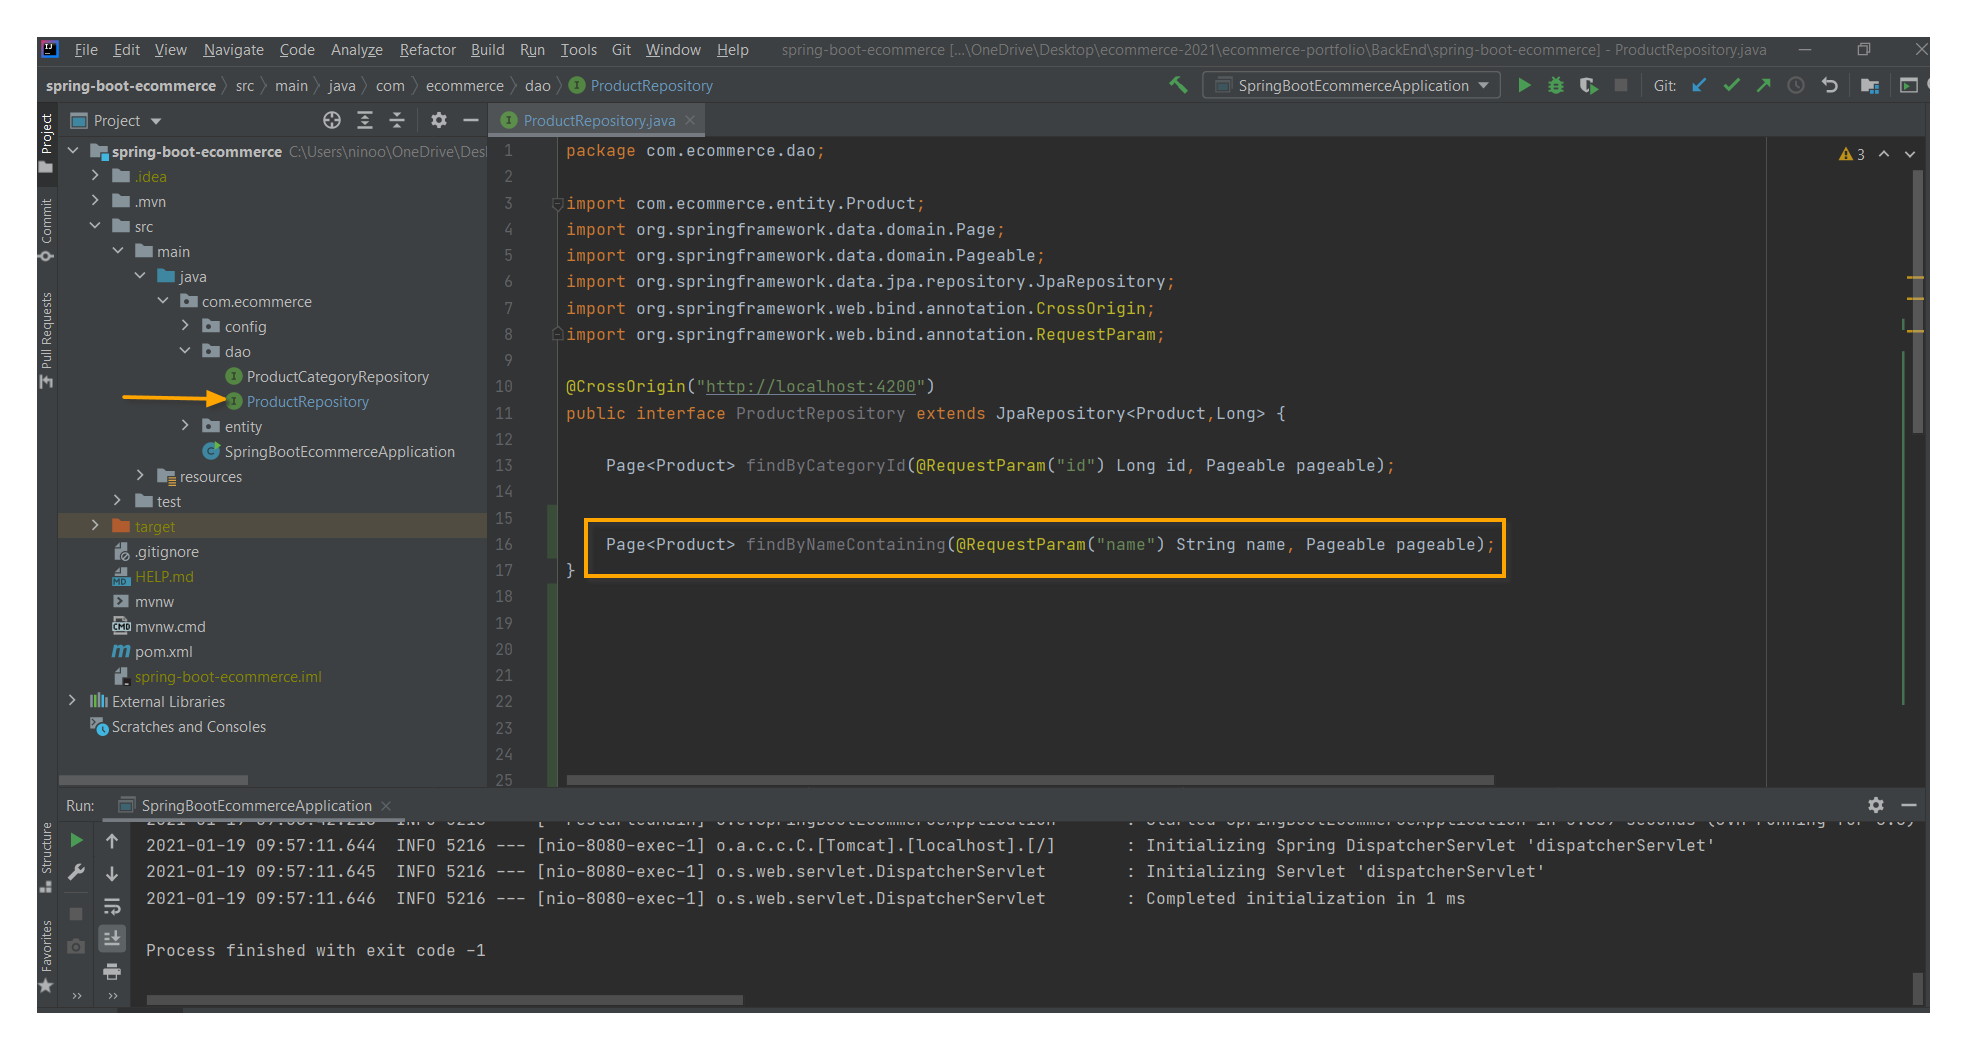 File Edit View Navigate Code Analyze Refactor Build Run Tools Git Window Help spring-boot-ecommerce [...\OneDrive\Desktop\ecommerce-2021\ecommerce-portfolio\BackEnd\spring-boot-ecommerce] - ProductRepository.java
spring-boot-ecommerce src main java com ecommerce dao ProductRepository SpringBootEcommerceApplication Git:
Project
ProductRepository.java
Project
Commit
Pull Requests
Structure
Favorites
spring-boot-ecommerce C:\Users\ninoo\OneDrive\Des
.idea
.mvn
src
main
java
com.ecommerce
config
dao
ProductCategoryRepository
ProductRepository
entity
SpringBootEcommerceApplication
resources
test
target
.gitignore
HELP.md
mvnw
mvnw.cmd
pom.xml
spring-boot-ecommerce.iml
External Libraries
Scratches and Consoles
3
1 package com.ecommerce.dao;
2
3 import com.ecommerce.entity.Product;
4 import org.springframework.data.domain.Page;
5 import org.springframework.data.domain.Pageable;
6 import org.springframework.data.jpa.repository.JpaRepository;
7 import org.springframework.web.bind.annotation.CrossOrigin;
8 import org.springframework.web.bind.annotation.RequestParam;
9
10 @CrossOrigin("http://localhost:4200")
11 public interface ProductRepository extends JpaRepository<Product,Long> {
12
13 Page<Product> findByCategoryId(@RequestParam("id") Long id, Pageable pageable);
14
15
16 Page<Product> findByNameContaining(@RequestParam("name") String name, Pageable pageable);
17 }
18
19
20
21
22
23
24
25
Run: SpringBootEcommerceApplication
2021-01-19 09:57:11.644 INFO 5216 --- [nio-8080-exec-1] o.a.c.c.C.[Tomcat].[localhost].[/] : Initializing Spring DispatcherServlet 'dispatcherServlet'
2021-01-19 09:57:11.645 INFO 5216 --- [nio-8080-exec-1] o.s.web.servlet.DispatcherServlet : Initializing Servlet 'dispatcherServlet'
2021-01-19 09:57:11.646 INFO 5216 --- [nio-8080-exec-1] o.s.web.servlet.DispatcherServlet : Completed initialization in 1 ms
Process finished with exit code -1